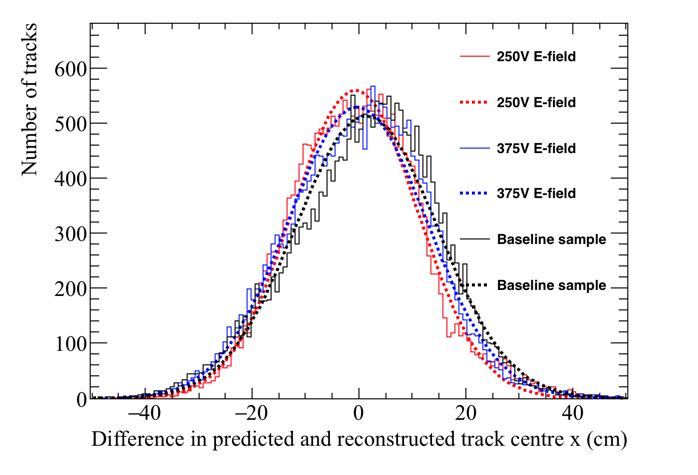 Number of tracks
600
500
400
300
200
100
0
250V E-field
250V E-field
375V E-field
375V E-field
Baseline sample
Baseline sample
−40 −20 0 20 40
Difference in predicted and reconstructed track centre x (cm)